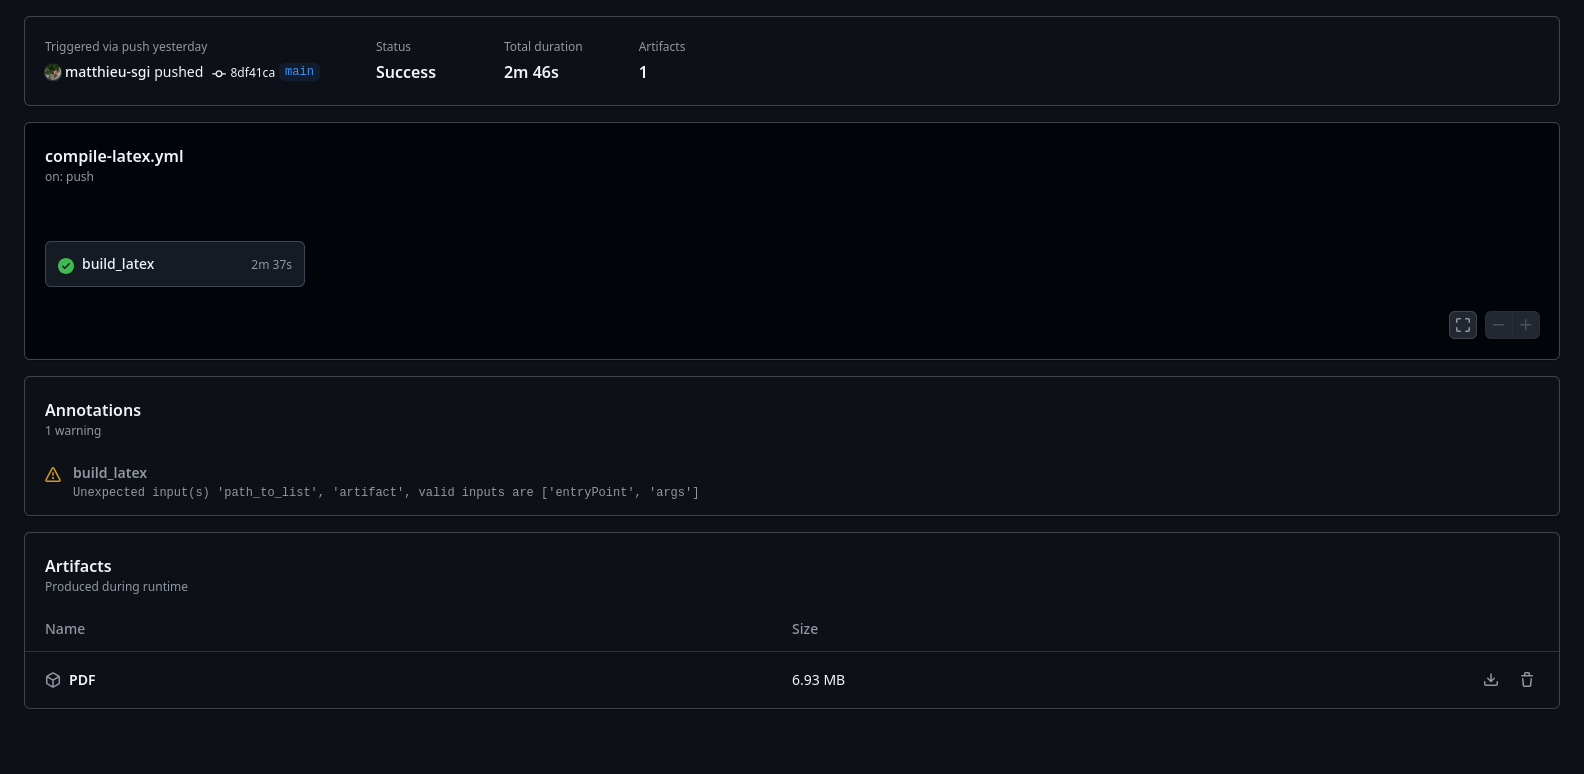 Triggered via push yesterday
matthieu-sgi pushed 8df41ca main
Status
Success
Total duration
2m 46s
Artifacts
1
compile-latex.yml
on: push
build_latex 2m 37s
Annotations
1 warning
build_latex
Unexpected input(s) 'path_to_list', 'artifact', valid inputs are ['entryPoint', 'args']
Artifacts
Produced during runtime
Name Size
PDF 6.93 MB